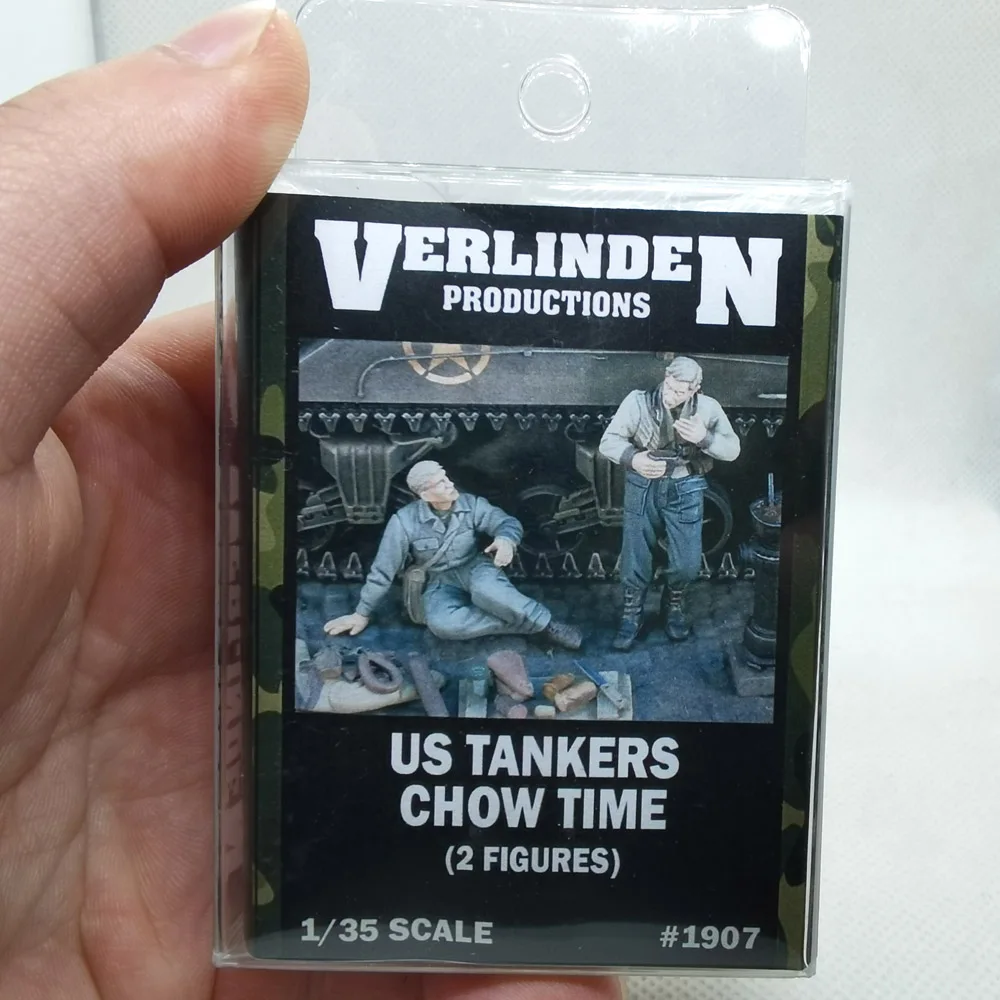 VERLINDEN
PRODUCTIONS
US TANKERS
CHOW TIME
(2 FIGURES)
1/35 SCALE
#1907